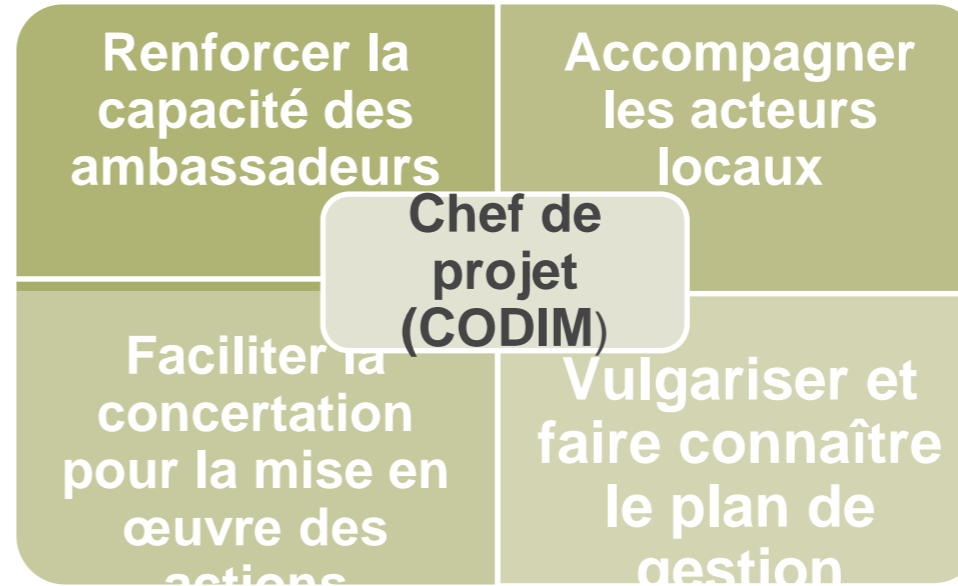 Renforcer la
capacité des
ambassadeurs
Accompagner
les acteurs
locaux
Chef de
projet
(CODIM)
Faciliter la
concertation
pour la mise en
œuvre des
actions
Vulgariser et
faire connaître
le plan de
gestion